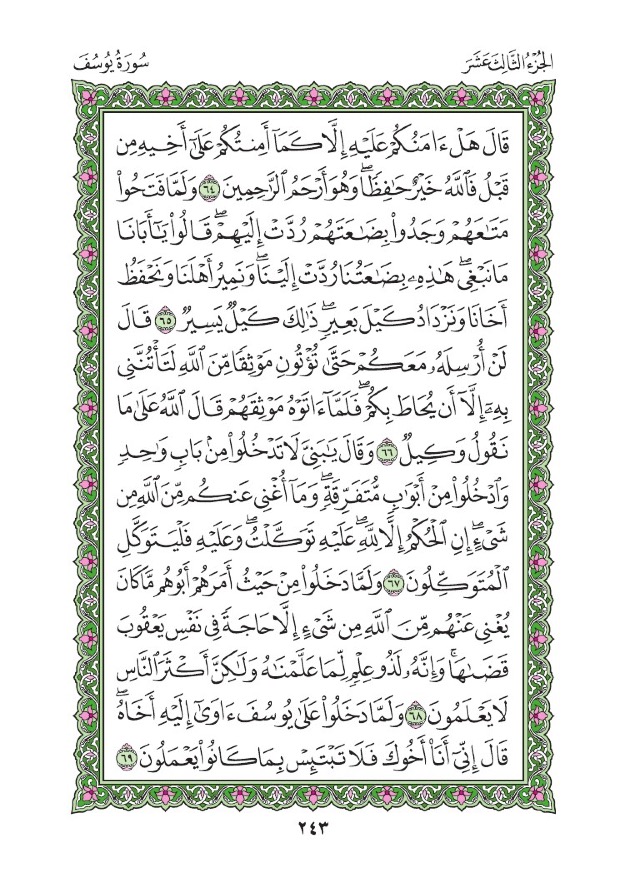 الجُزْءُ الثَّالِثَ عَشَرَ
سُورَةُ يُوسُفَ
قَالَ هَلْ ءَامَنُكُمْ عَلَيْهِ إِلَّا كَمَآ أَمِنتُكُمْ عَلَىٰٓ أَخِيهِ مِن
قَبْلُ فَٱللَّهُ خَيْرٌ حَٰفِظًاۖ وَهُوَ أَرْحَمُ ٱلرَّٰحِمِينَ ٦٤ وَلَمَّا فَتَحُوا۟
مَتَٰعَهُمْ وَجَدُوا۟ بِضَٰعَتَهُمْ رُدَّتْ إِلَيْهِمْۖ قَالُوا۟ يَٰٓأَبَانَا
مَا نَبْغِىۖ هَٰذِهِۦ بِضَٰعَتُنَا رُدَّتْ إِلَيْنَاۖ وَنَمِيرُ أَهْلَنَا وَنَحْفَظُ
أَخَانَا وَنَزْدَادُ كَيْلَ بَعِيرٍۖ ذَٰلِكَ كَيْلٌ يَسِيرٌ ٦٥ قَالَ
لَنْ أُرْسِلَهُۥ مَعَكُمْ حَتَّىٰ تُؤْتُونِ مَوْثِقًا مِّنَ ٱللَّهِ لَتَأْتُنَّنِى
بِهِۦٓ إِلَّآ أَن يُحَاطَ بِكُمْۖ فَلَمَّآ ءَاتَوْهُ مَوْثِقَهُمْ قَالَ ٱللَّهُ عَلَىٰ مَا
نَقُولُ وَكِيلٌ ٦٦ وَقَالَ يَٰبَنِىَّ لَا تَدْخُلُوا۟ مِنۢ بَابٍ وَٰحِدٍ
وَٱدْخُلُوا۟ مِنْ أَبْوَٰبٍ مُّتَفَرِّقَةٍۖ وَمَآ أُغْنِى عَنكُم مِّنَ ٱللَّهِ مِن
شَىْءٍۖ إِنِ ٱلْحُكْمُ إِلَّا لِلَّهِۖ عَلَيْهِ تَوَكَّلْتُۖ وَعَلَيْهِ فَلْيَتَوَكَّلِ
ٱلْمُتَوَكِّلُونَ ٦٧ وَلَمَّا دَخَلُوا۟ مِنْ حَيْثُ أَمَرَهُمْ أَبُوهُم مَّا كَانَ
يُغْنِى عَنْهُم مِّنَ ٱللَّهِ مِن شَىْءٍ إِلَّا حَاجَةً فِى نَفْسِ يَعْقُوبَ
قَضَىٰهَاۚ وَإِنَّهُۥ لَذُو عِلْمٍ لِّمَا عَلَّمْنَٰهُ وَلَٰكِنَّ أَكْثَرَ ٱلنَّاسِ
لَا يَعْلَمُونَ ٦٨ وَلَمَّا دَخَلُوا۟ عَلَىٰ يُوسُفَ ءَاوَىٰٓ إِلَيْهِ أَخَاهُۖ
قَالَ إِنِّىٓ أَنَا۠ أَخُوكَ فَلَا تَبْتَئِسْ بِمَا كَانُوا۟ يَعْمَلُونَ ٦٩
٢٤٣